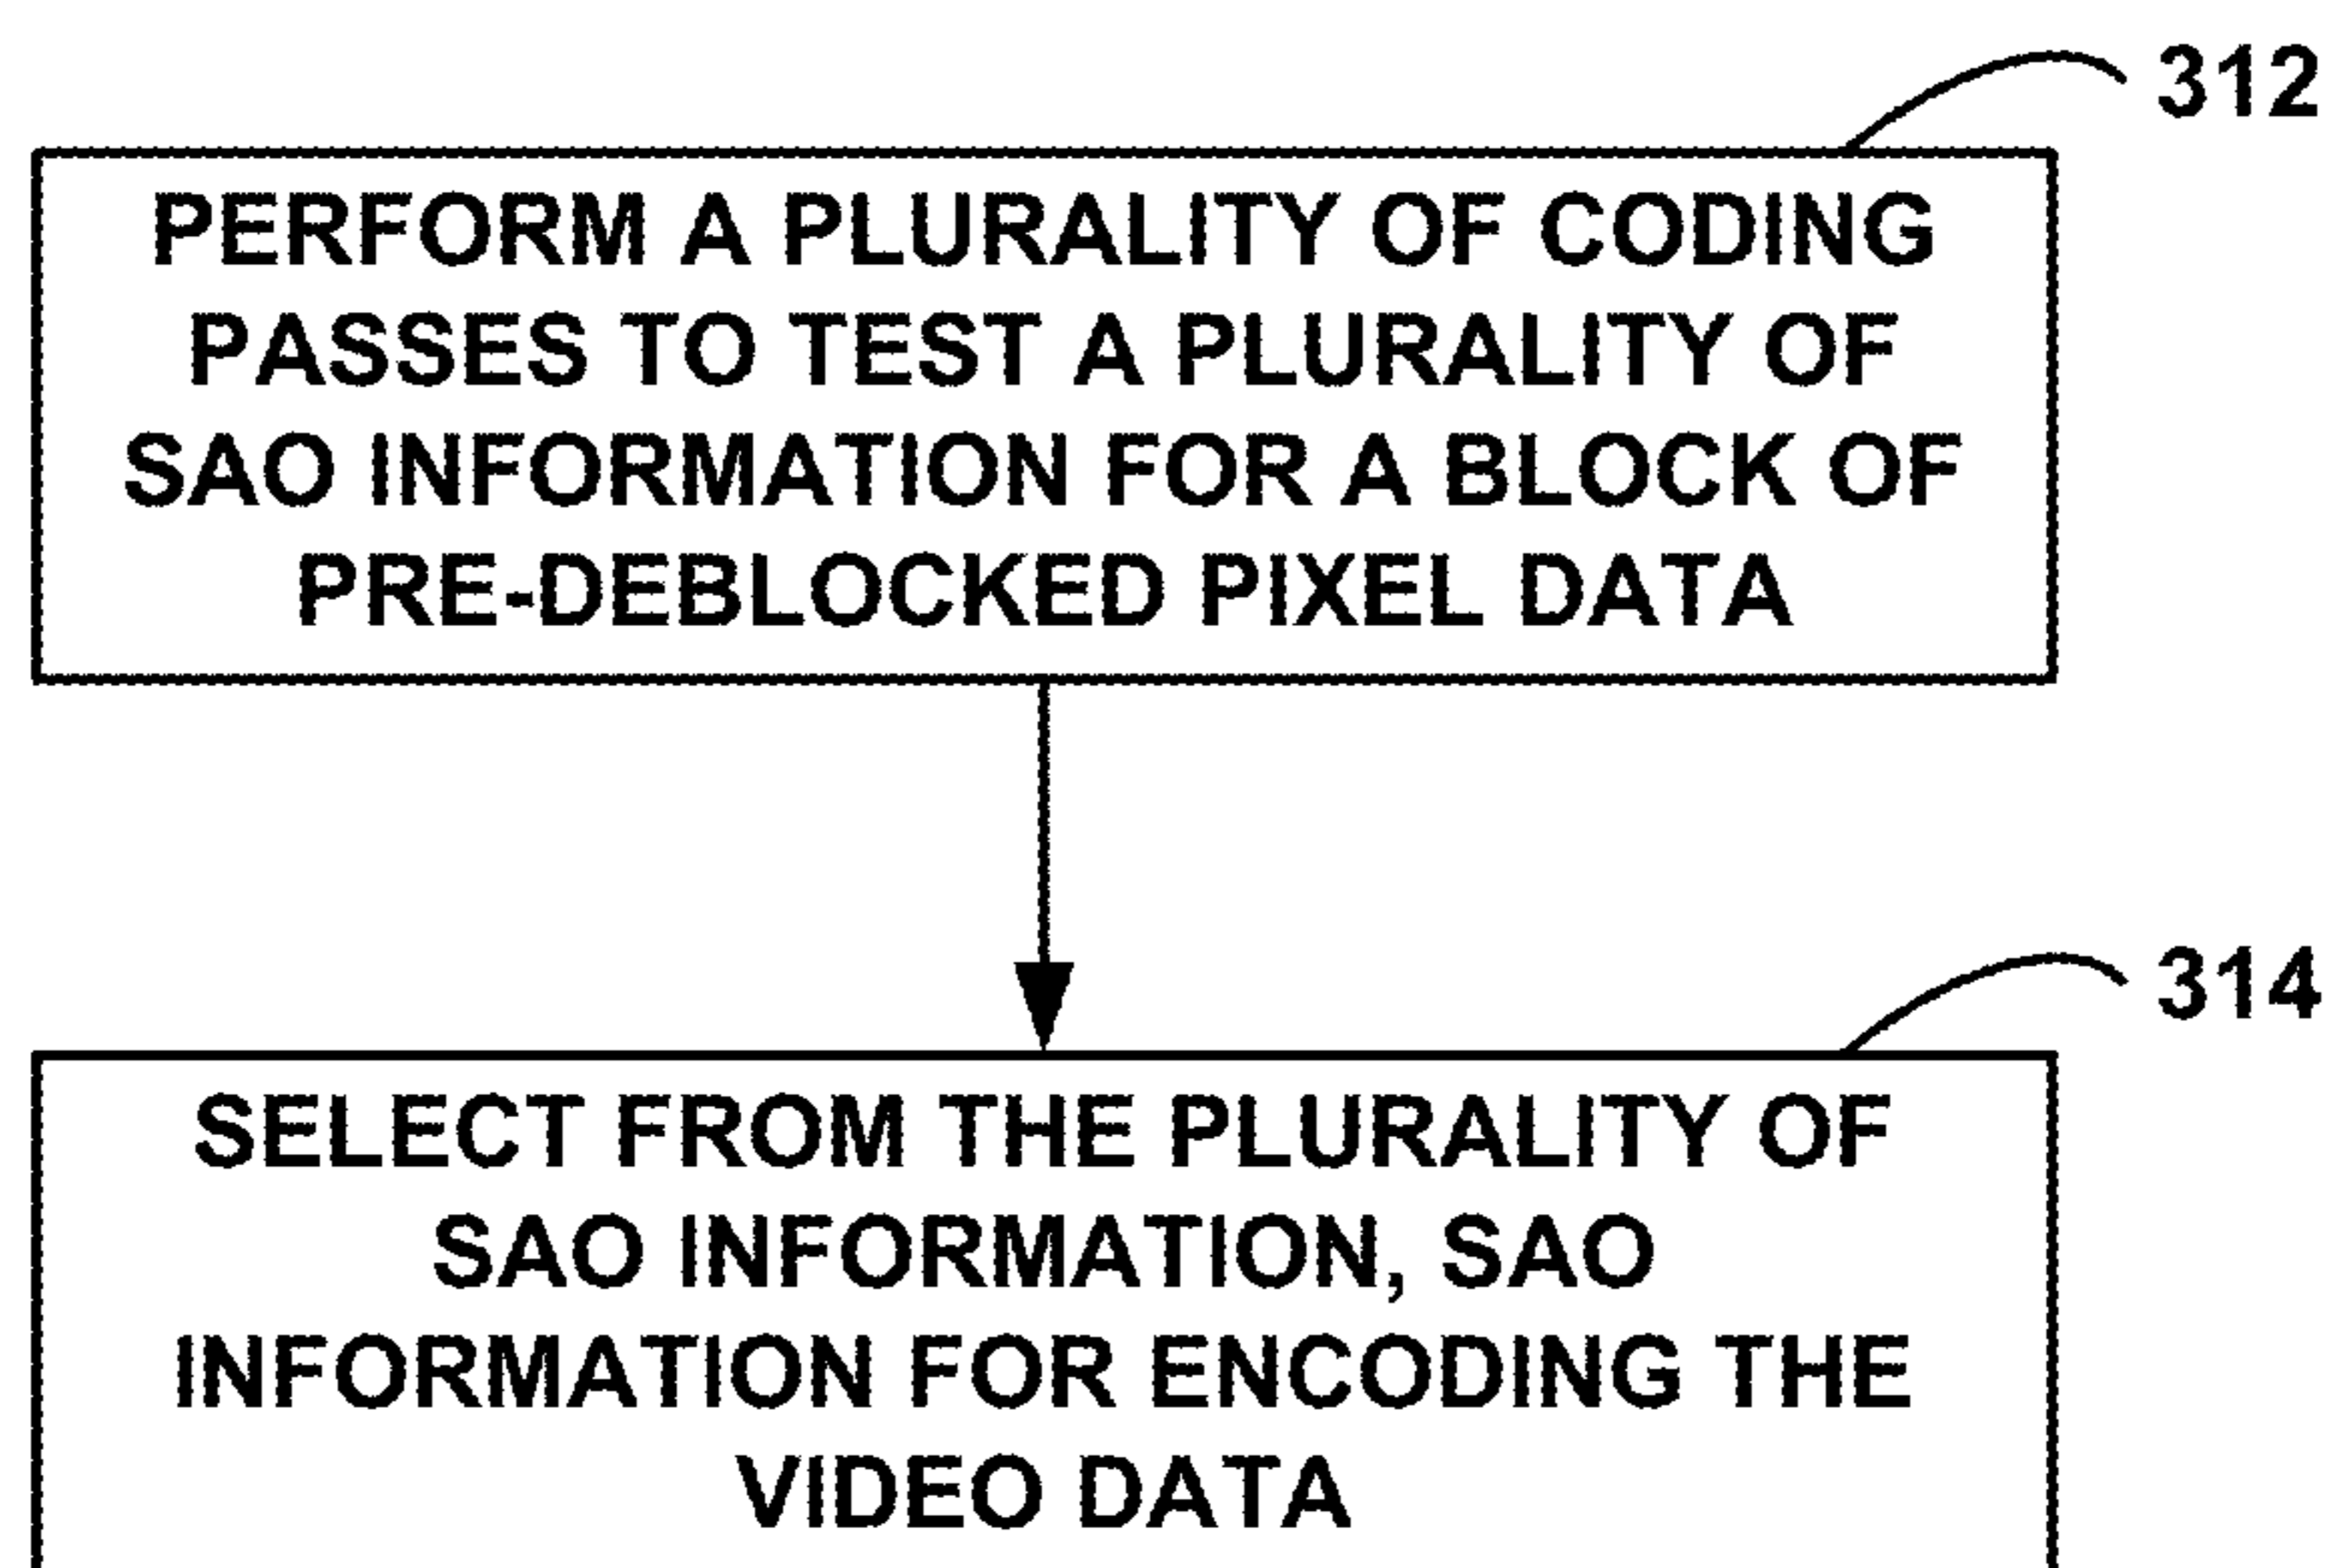 312
PERFORM A PLURALITY OF CODING
PASSES TO TEST A PLURALITY OF
SAO INFORMATION FOR A BLOCK OF
PRE-DEBLOCKED PIXEL DATA
314
SELECT FROM THE PLURALITY OF
SAO INFORMATION, SAO
INFORMATION FOR ENCODING THE
VIDEO DATA